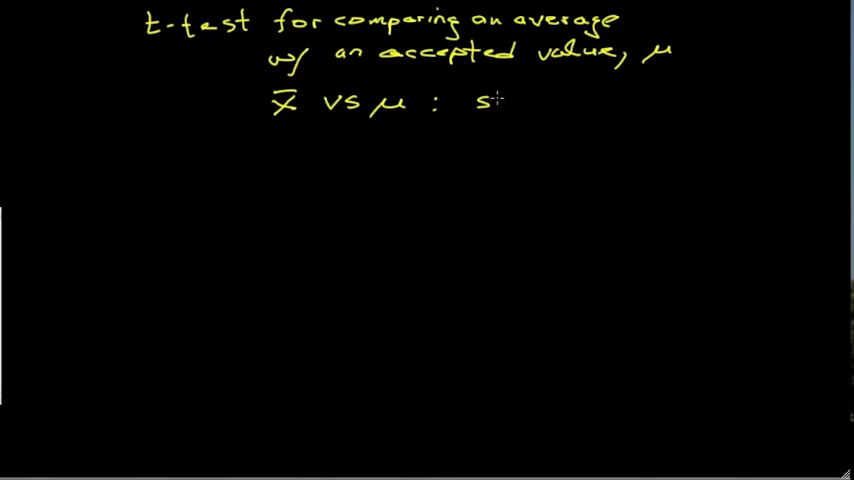 t-test for comparing an average
w/ an accepted value, μ
x̄ vs μ : s